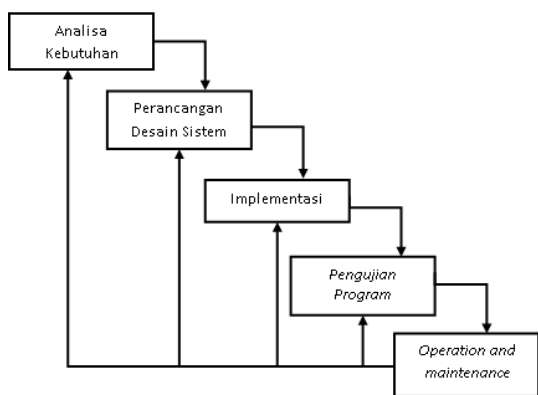 Analisa
Kebutuhan
Perancangan
Desain Sistem
Implementasi
Pengujian
Program
Operation and
maintenance